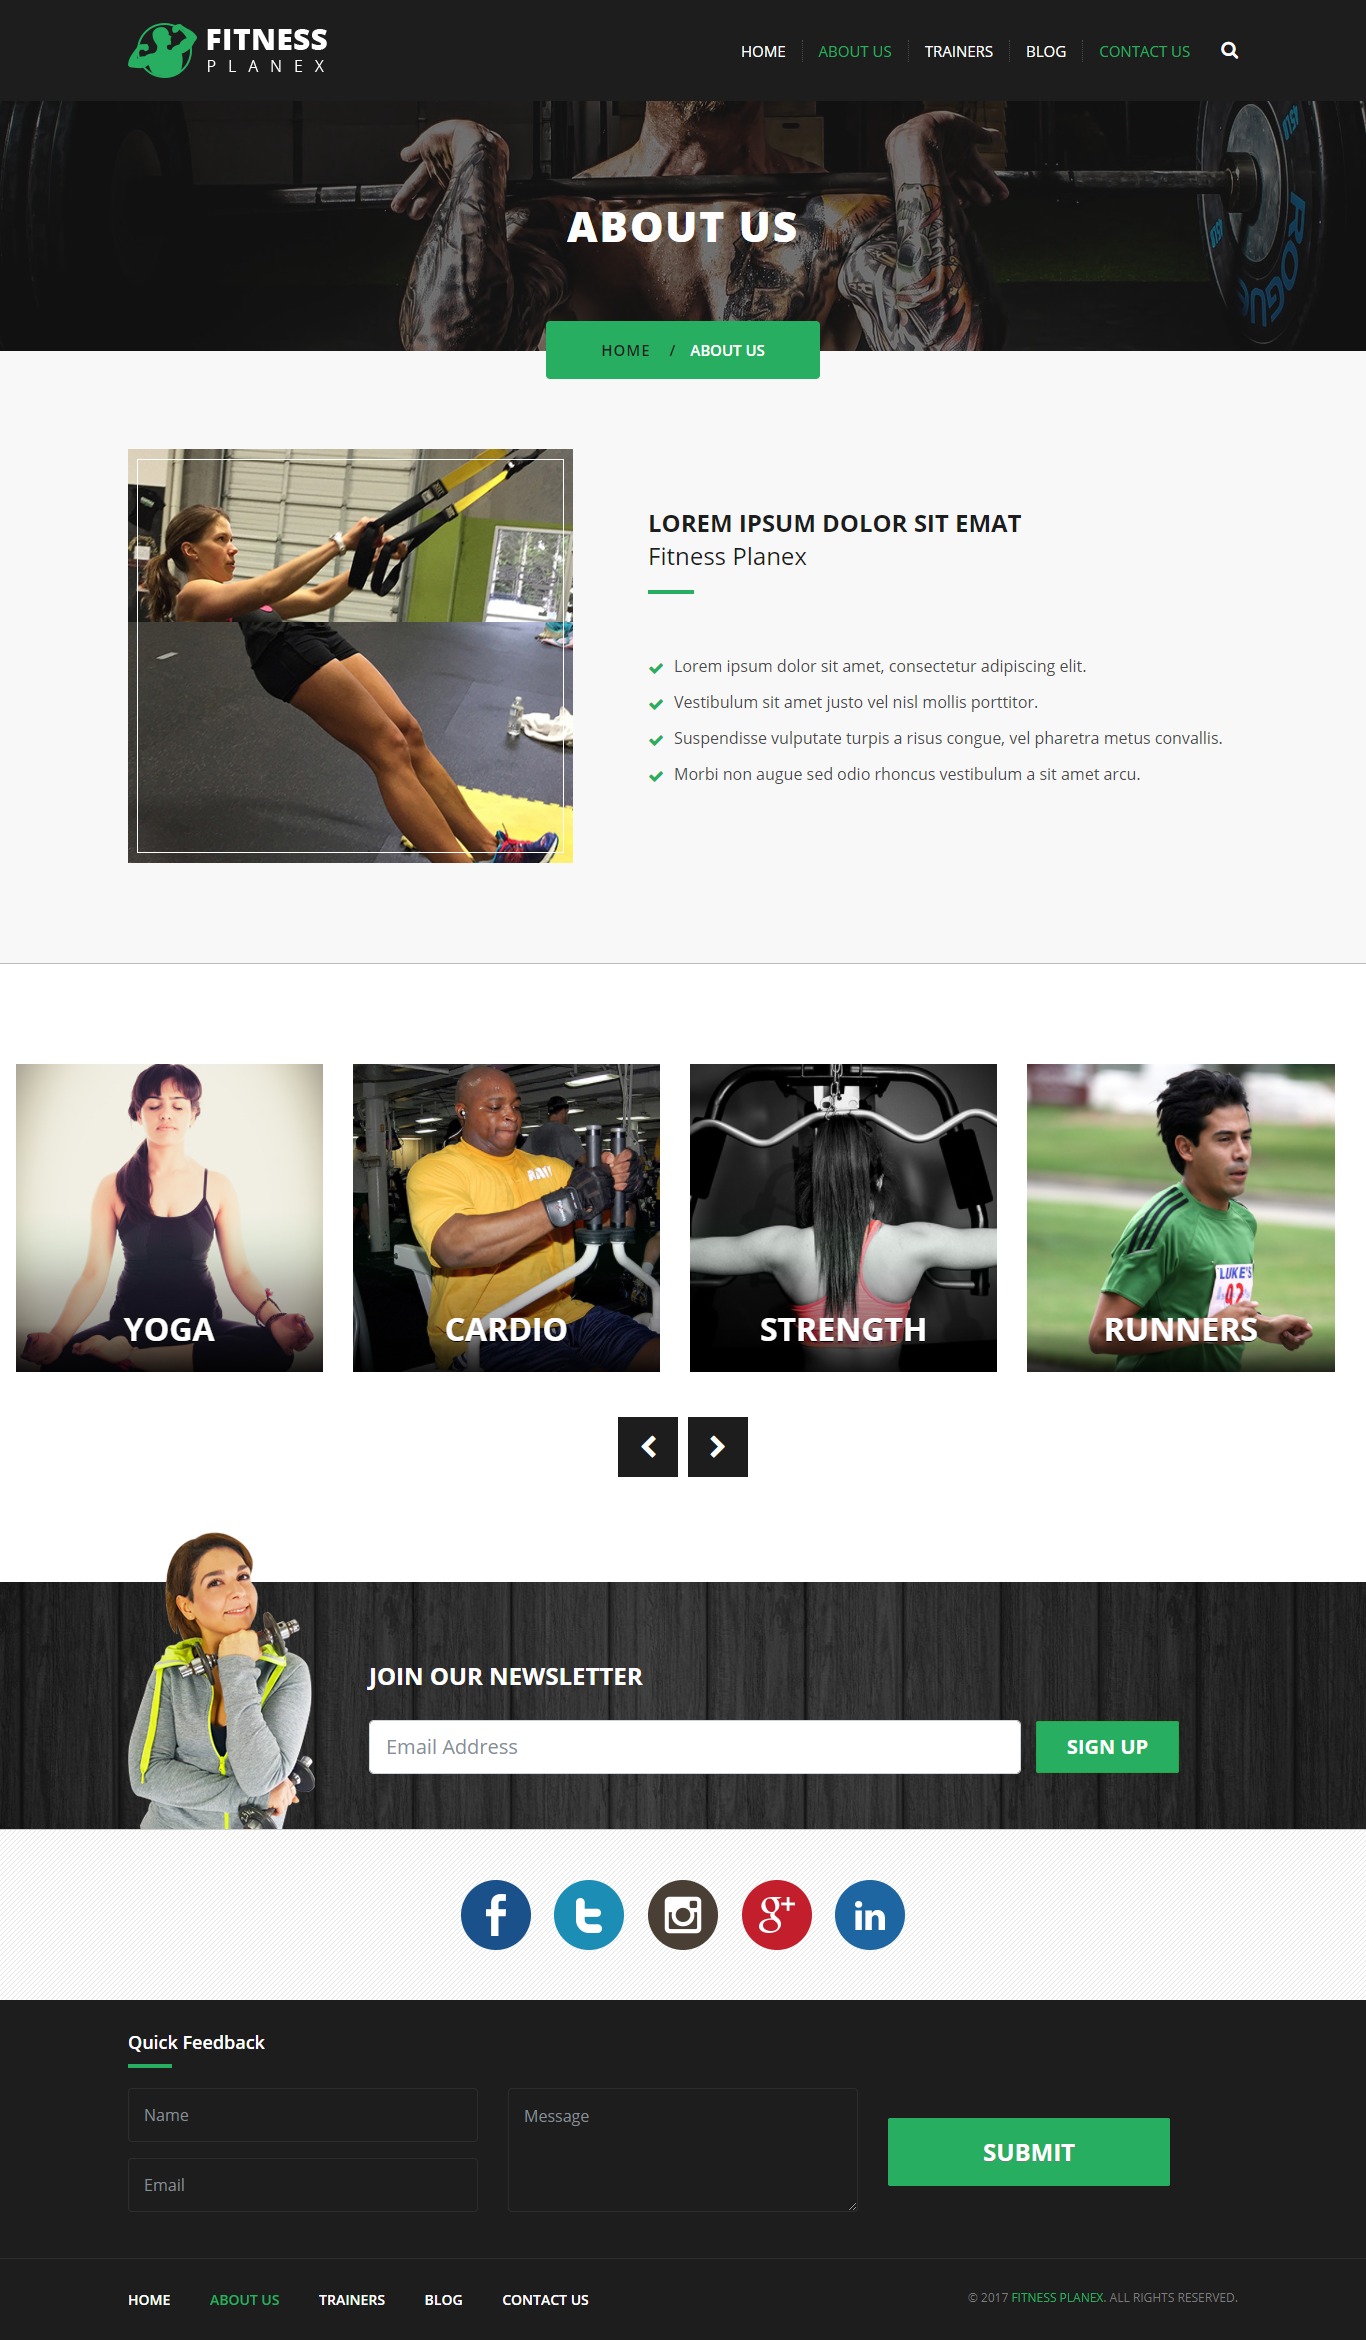 FITNESS
PLANEX
HOME ABOUT US TRAINERS BLOG CONTACT US
ROGUE
ABOUT US
HOME / ABOUT US
LOREM IPSUM DOLOR SIT EMAT
Fitness Planex
Lorem ipsum dolor sit amet, consectetur adipiscing elit.
Vestibulum sit amet justo vel nisl mollis porttitor.
Suspendisse vulputate turpis a risus congue, vel pharetra metus convallis.
Morbi non augue sed odio rhoncus vestibulum a sit amet arcu.
LUKE'S
YOGA CARDIO STRENGTH RUNNERS
JOIN OUR NEWSLETTER
Email Address SIGN UP
Quick Feedback
Name Message
SUBMIT
Email
HOME ABOUT US TRAINERS BLOG CONTACT US © 2017 FITNESS PLANEX. ALL RIGHTS RESERVED.